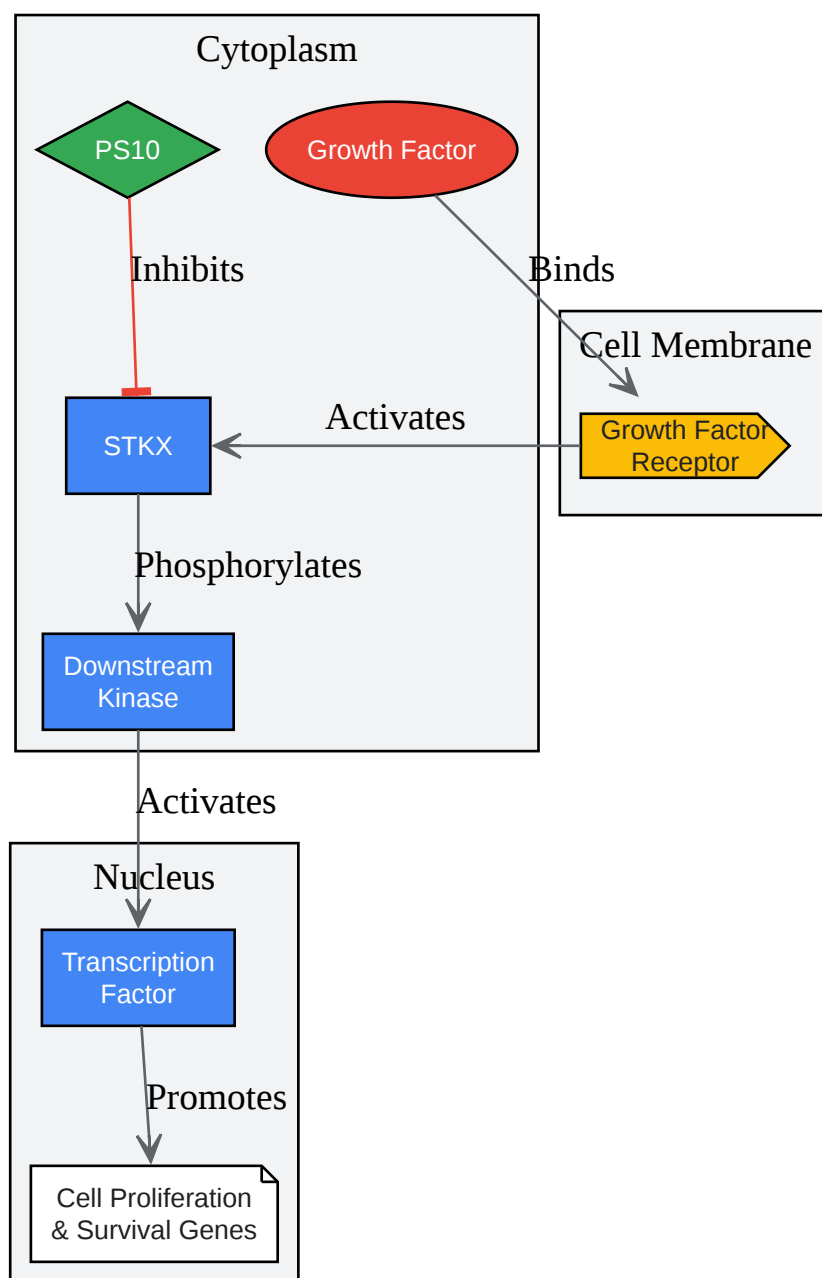 Cytoplasm
PS10
Growth Factor
Inhibits
Binds
Cell Membrane
Activates
Growth Factor
Receptor
STKX
Phosphorylates
Downstream
Kinase
Activates
Nucleus
Transcription
Factor
Promotes
Cell Proliferation
& Survival Genes